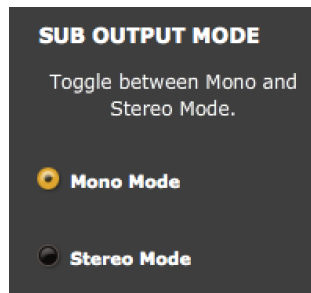 SUB OUTPUT MODE
Toggle between Mono and
Stereo Mode.
Mono Mode
Stereo Mode